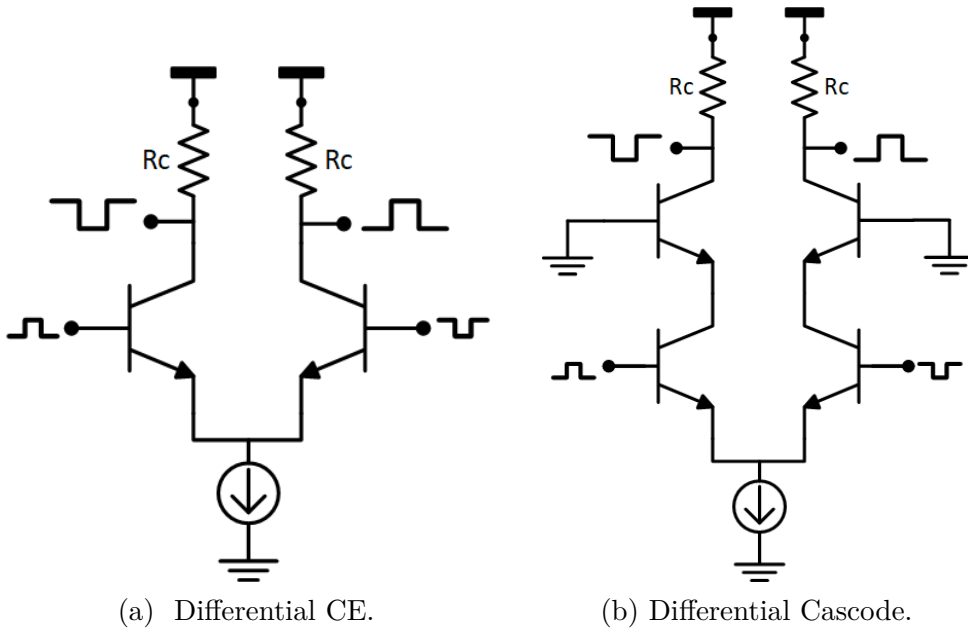 Rc
Rc
Rc
Rc
(a) Differential CE.
(b) Differential Cascode.